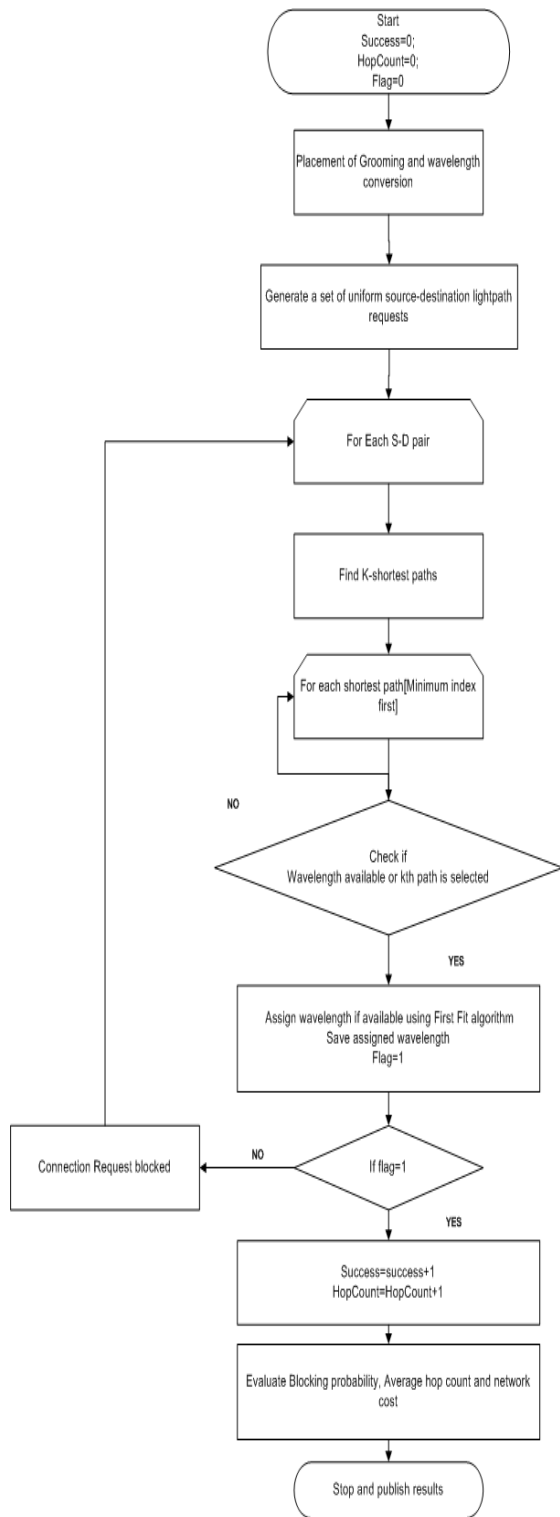 Start
Success=0;
HopCount=0;
Flag=0
Placement of Grooming and wavelength
conversion
Generate a set of uniform source-destination lightpath
requests
For Each S-D pair
Find K-shortest paths
For each shortest path[Minimum index
first]
NO
Check if
Wavelength available or kth path is selected
YES
Assign wavelength if available using First Fit algorithm
Save assigned wavelength
Flag=1
Connection Request blocked
NO
If flag=1
YES
Success=success+1
HopCount=HopCount+1
Evaluate Blocking probability, Average hop count and network
cost
Stop and publish results